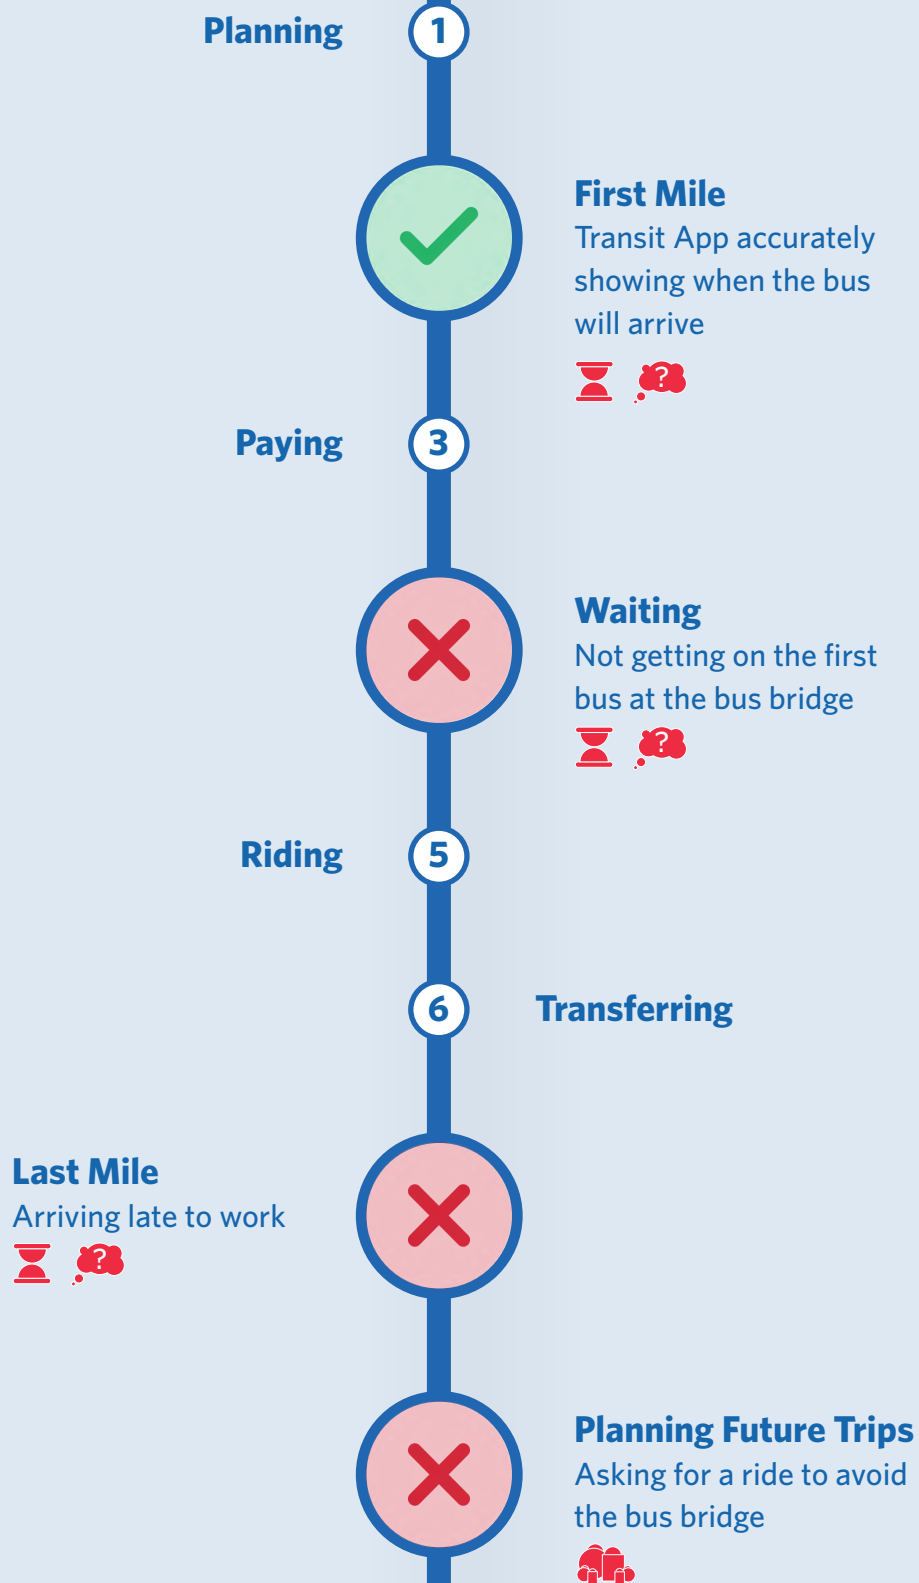 Planning
1
First Mile
Transit App accurately
showing when the bus
will arrive
?
Paying
3
Waiting
Not getting on the first
bus at the bus bridge
?
Riding
5
6
Transferring
Last Mile
Arriving late to work
?
Planning Future Trips
Asking for a ride to avoid
the bus bridge